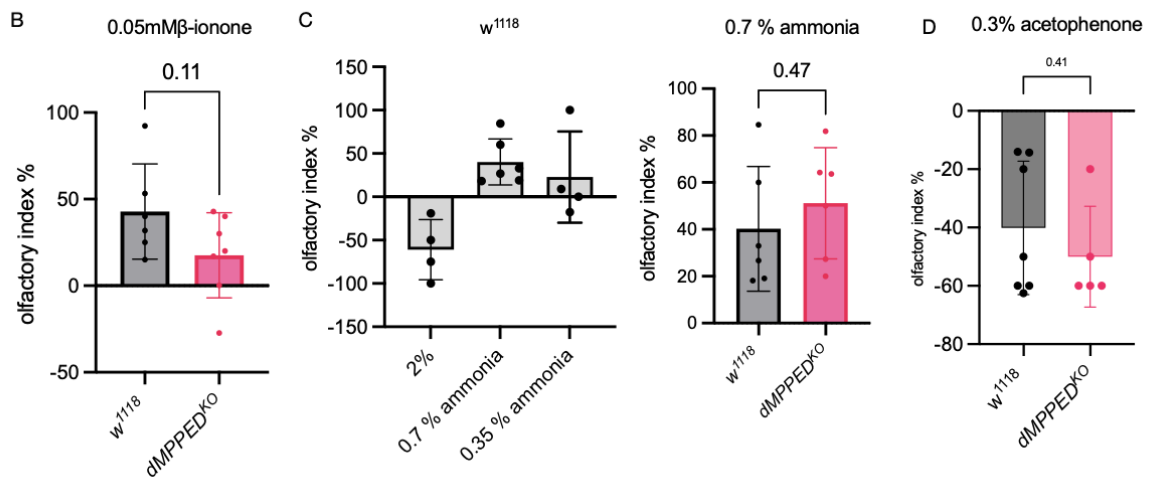 B
0.05mMβ-ionone
0.11
olfactory index %
100
50
0
-50
w1118
dMPPEDKO
C
w1118
olfactory index %
150
100
50
0
-50
-100
-150
2%
0.7 % ammonia
0.35 % ammonia
0.7 % ammonia
0.47
olfactory index %
100
80
60
40
20
0
w1118
dMPPEDKO
D
0.3% acetophenone
0.41
olfactory index %
0
-20
-40
-60
-80
w1118
dMPPEDKO